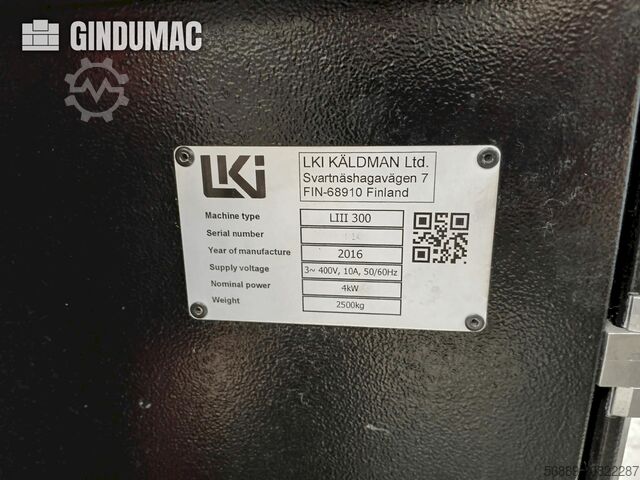 GINDUMAC
LKI
LKI KÄLDMAN Ltd.
Svartnäshagavägen 7
FIN-68910 Finland
Machine type LIII 300
Serial number
Year of manufacture 2016
Supply voltage 3~ 400V, 10A, 50/60Hz
Nominal power 4kW
Weight 2500kg